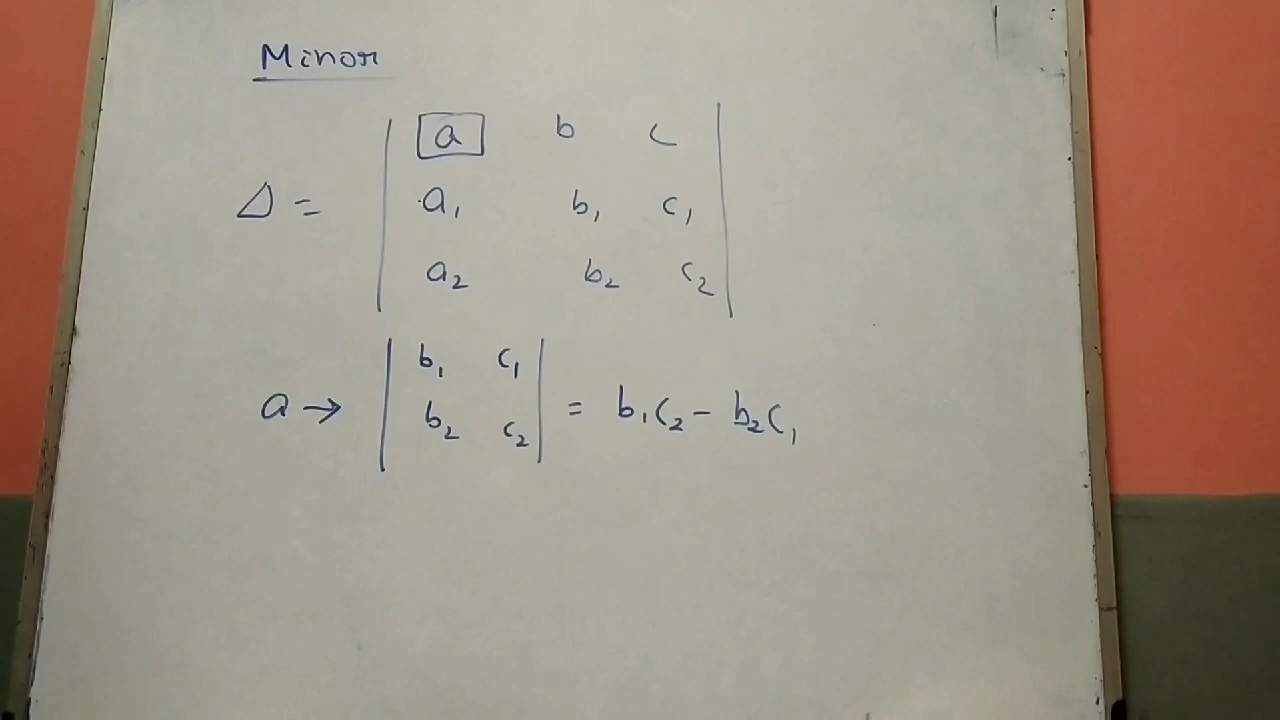 Minor
| a b c |
Δ = | a₁ b₁ c₁ |
| a₂ b₂ c₂ |
| b₁ c₁ |
a → | b₂ c₂ | = b₁c₂ - b₂c₁